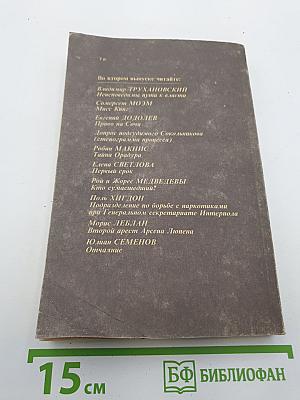 Во втором выпуске читайте:
Владимир ТРУХАНОВСКИЙ
Неисповедимы пути к власти
Сомерсет МОЭМ
Мисс Кинг
Евгений ДОДОЛЕВ
Право на Сочи
Допрос подсудимого Сокольникова
(стенограмма процесса)
Робин МАКНИС
Тайна Орадура
Елена СВЕТЛОВА
Первый срок
Рой и Жорес МЕДВЕДЕВЫ
Кто сумасшедший?
Поль ХИГДОН
Подразделение по борьбе с наркотиками
при Генеральном секретариате Интерпола
Морис ЛЕБЛАН
Второй арест Арсена Люпена
Юлиан СЕМЕНОВ
Отчаяние
15 см
БФ БИБЛИОФАН